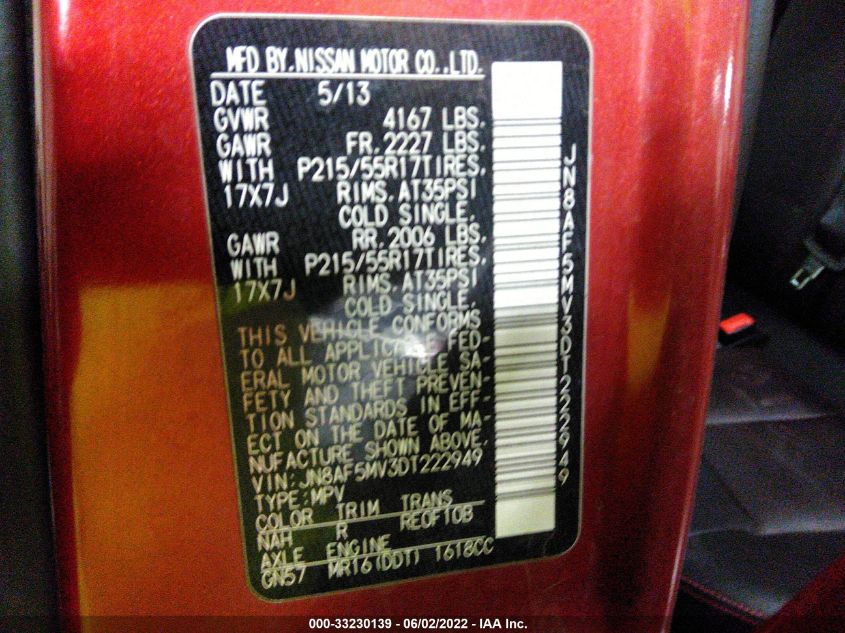 MFD BY. NISSAN MOTOR CO., LTD.
DATE 5/13
GVWR 4167 LBS.
GAWR FR. 2227 LBS.
WITH P215/55R17TIRES.
17X7J RIMS. AT35PSI
COLD SINGLE.
GAWR RR. 2006 LBS.
WITH P215/55R17TIRES.
17X7J RIMS. AT35PSI
COLD SINGLE.
THIS VEHICLE CONFORMS
TO ALL APPLICABLE FED-
ERAL MOTOR VEHICLE SA-
FETY AND THEFT PREVEN-
TION STANDARDS IN EFF-
ECT ON THE DATE OF MA-
NUFACTURE SHOWN ABOVE.
VIN: JN8AF5MV3DT222949
TYPE: MPV
COLOR TRIM TRANS
NAH R RE0F10B
AXLE ENGINE
GN57 MR16(DDT) 1618CC
JN8AF5MV3DT222949
000-33230139 - 06/02/2022 - IAA Inc.